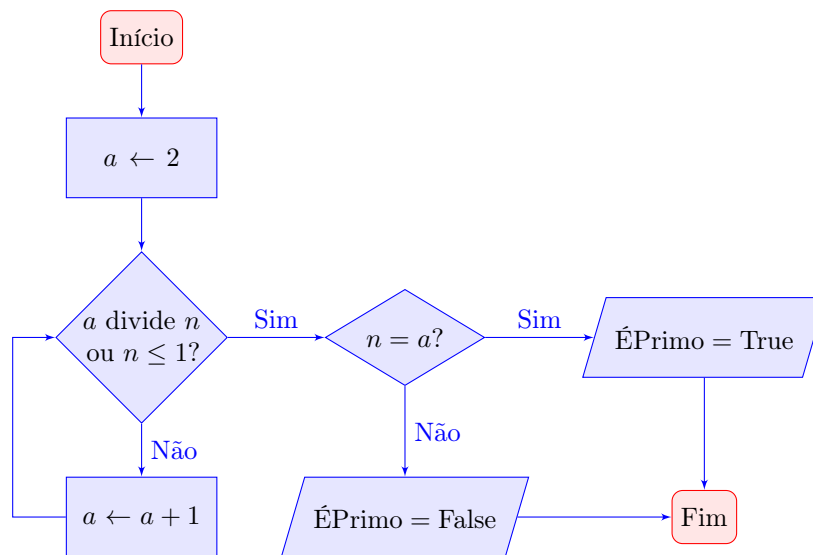 Início
a ← 2
a divide n
ou n ≤ 1?
Sim
n = a?
Sim
ÉPrimo = True
Não
Não
a ← a + 1
ÉPrimo = False
Fim